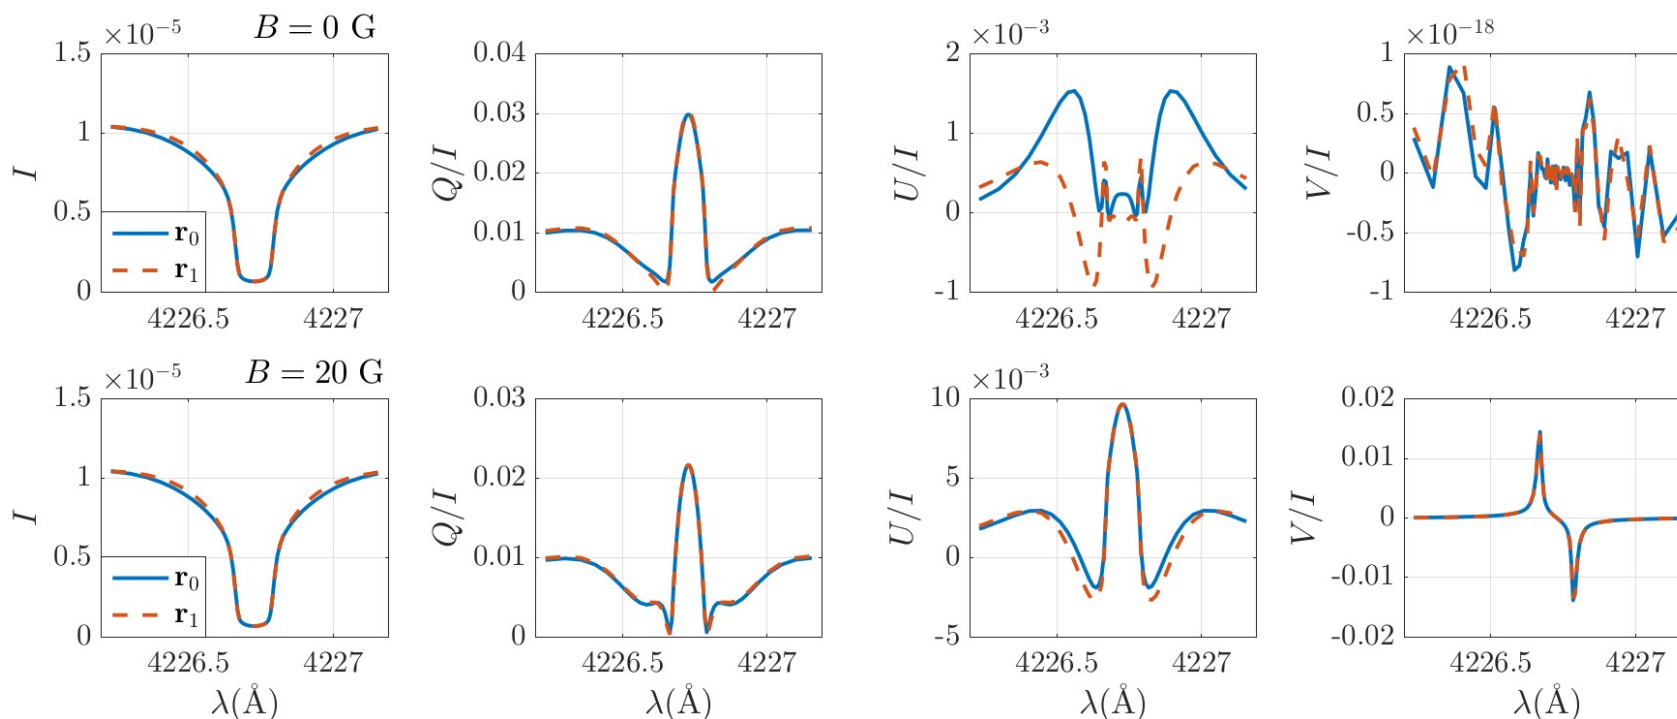 B = 0 G
×10⁻⁵
1.5
1
0.5
0
I
r₀
r₁
4226.5 4227
0.04
0.03
0.02
0.01
0
Q/I
4226.5 4227
×10⁻³
2
1
0
-1
U/I
4226.5 4227
×10⁻¹⁸
1
0.5
0
-0.5
-1
V/I
4226.5 4227
B = 20 G
×10⁻⁵
1.5
1
0.5
0
I
r₀
r₁
4226.5 4227
λ(Å)
0.03
0.02
0.01
0
Q/I
4226.5 4227
λ(Å)
×10⁻³
10
5
0
-5
U/I
4226.5 4227
λ(Å)
0.02
0.01
0
-0.01
-0.02
V/I
4226.5 4227
λ(Å)